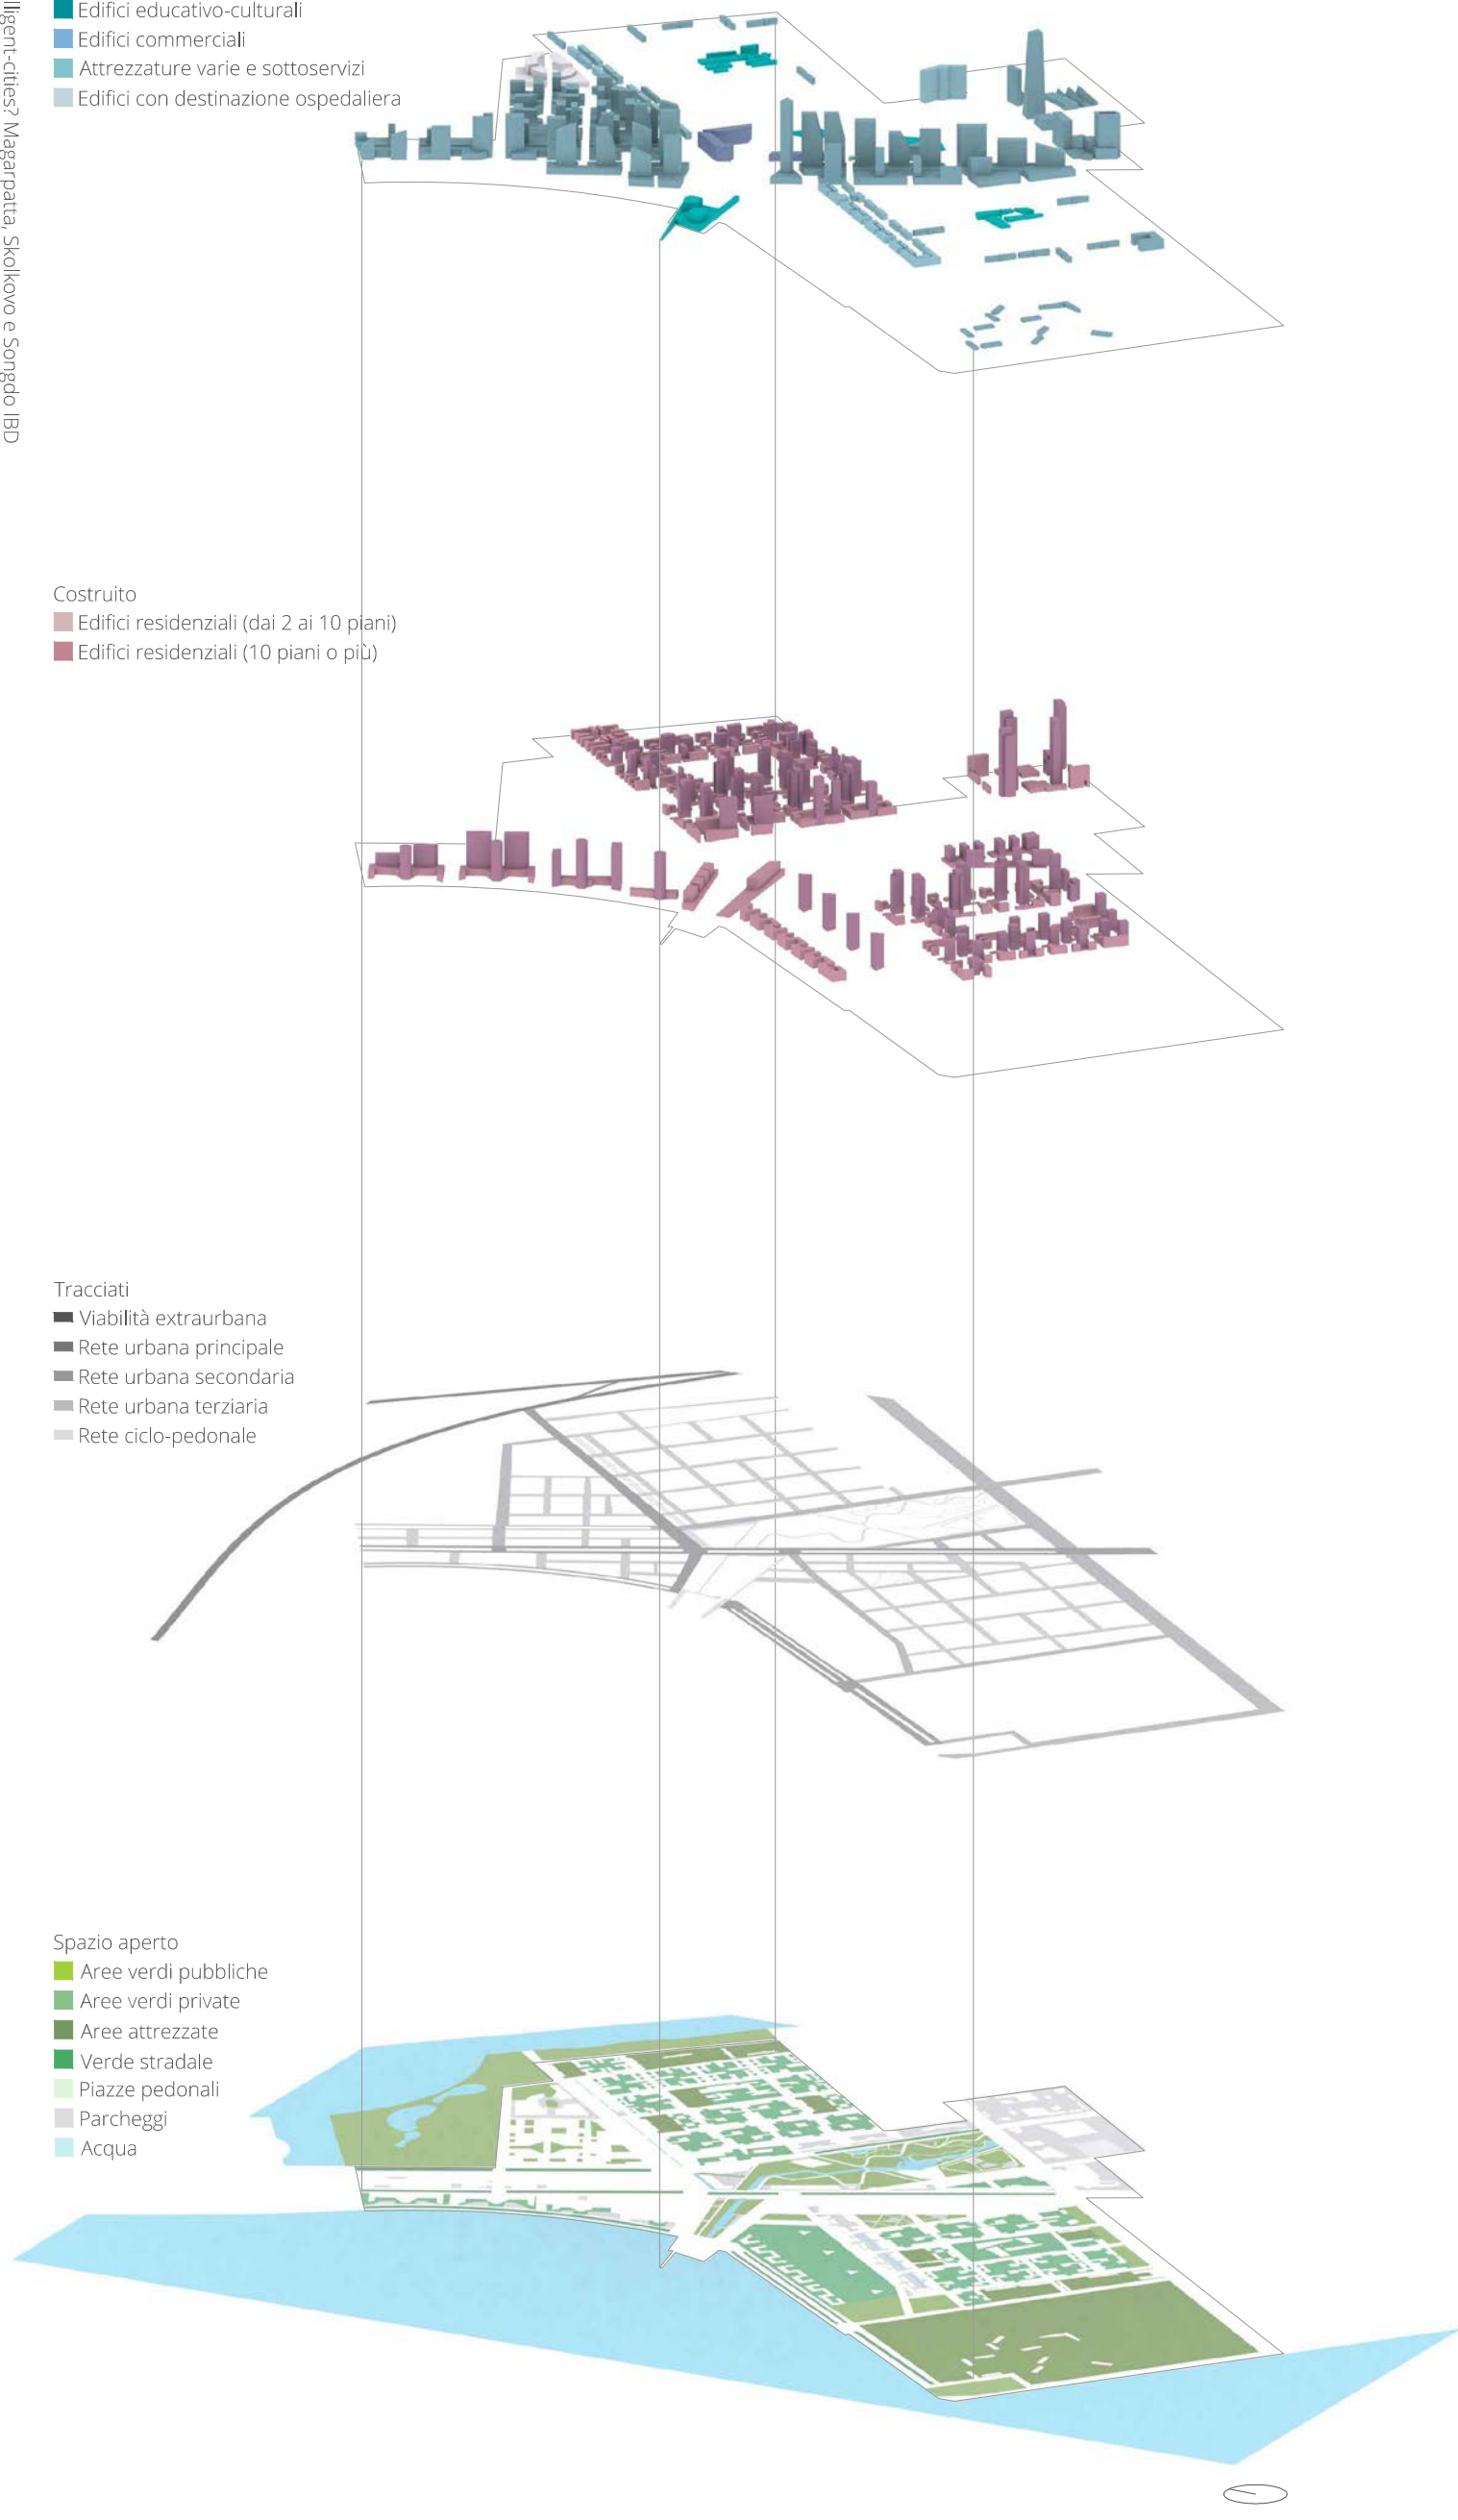 lligent-cities? Magarpatta, Skolkovo e Songdo IBD
Edifici educativo-culturali
Edifici commerciali
Attrezzature varie e sottoservizi
Edifici con destinazione ospedaliera
Costruito
Edifici residenziali (dai 2 ai 10 piani)
Edifici residenziali (10 piani o più)
Tracciati
Viabilità extraurbana
Rete urbana principale
Rete urbana secondaria
Rete urbana terziaria
Rete ciclo-pedonale
Spazio aperto
Aree verdi pubbliche
Aree verdi private
Aree attrezzate
Verde stradale
Piazze pedonali
Parcheggi
Acqua